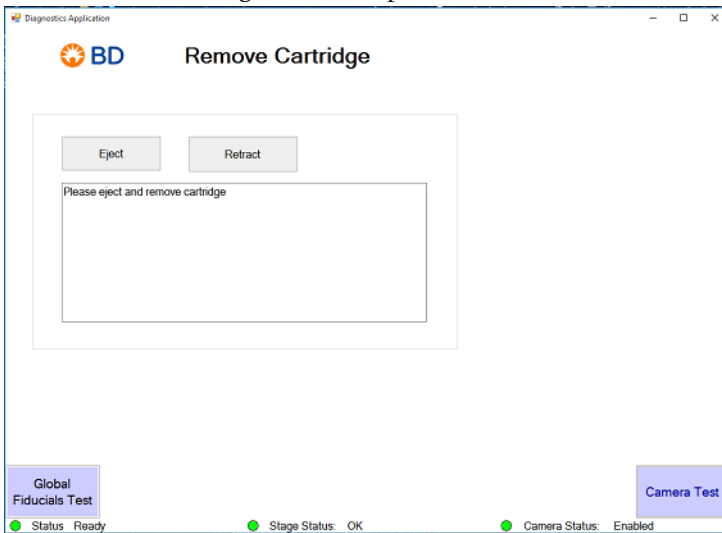 Diagnostics Application
BD
Remove Cartridge
Eject
Retract
Please eject and remove cartridge
Global
Fiducials Test
Camera Test
Status Ready
Stage Status: OK
Camera Status: Enabled